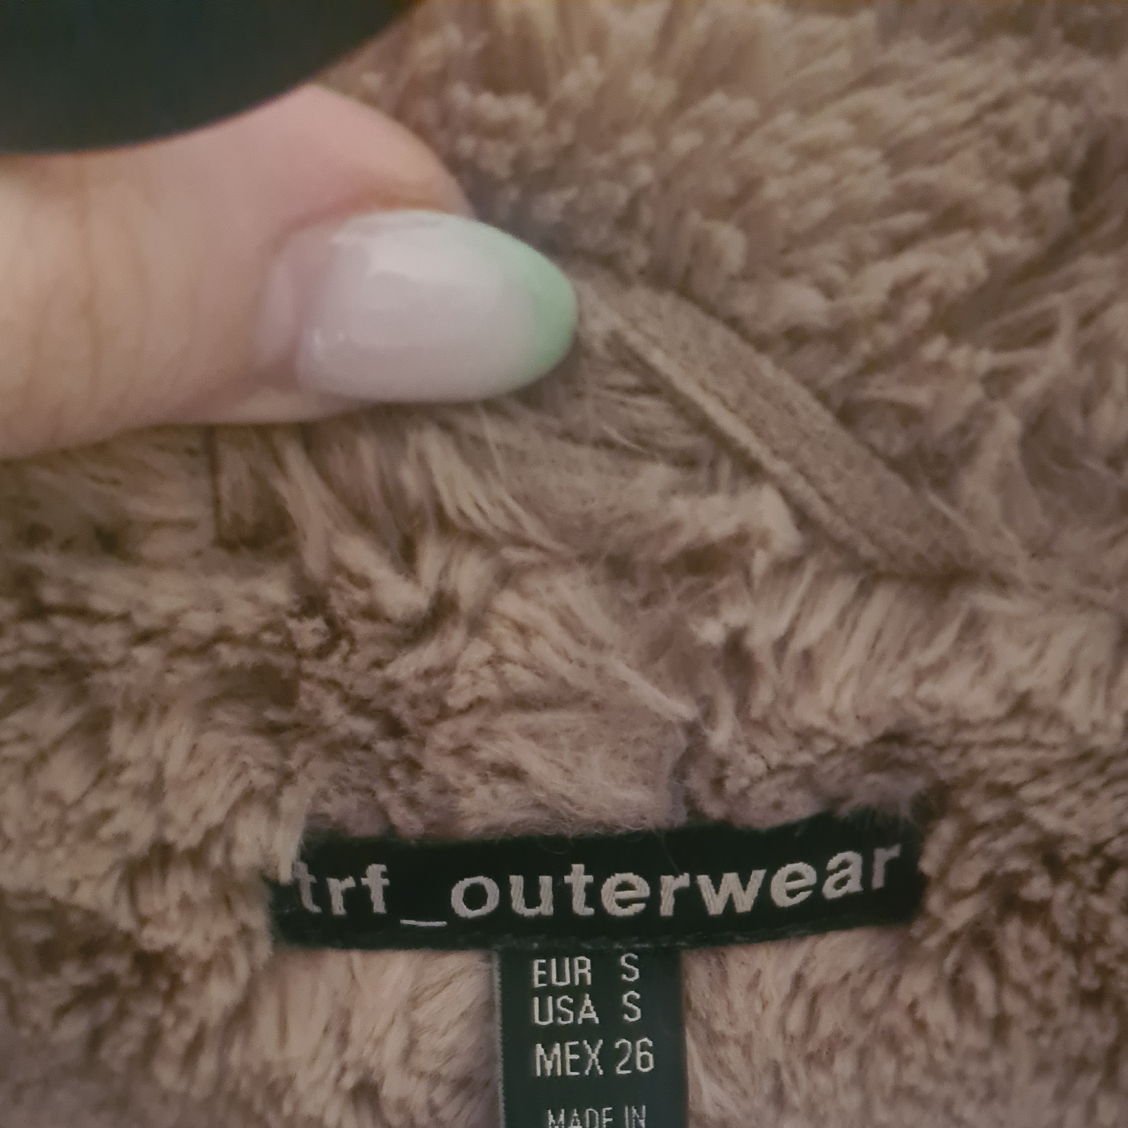 trf_outerwear
EUR S
USA S
MEX 26
MADE IN